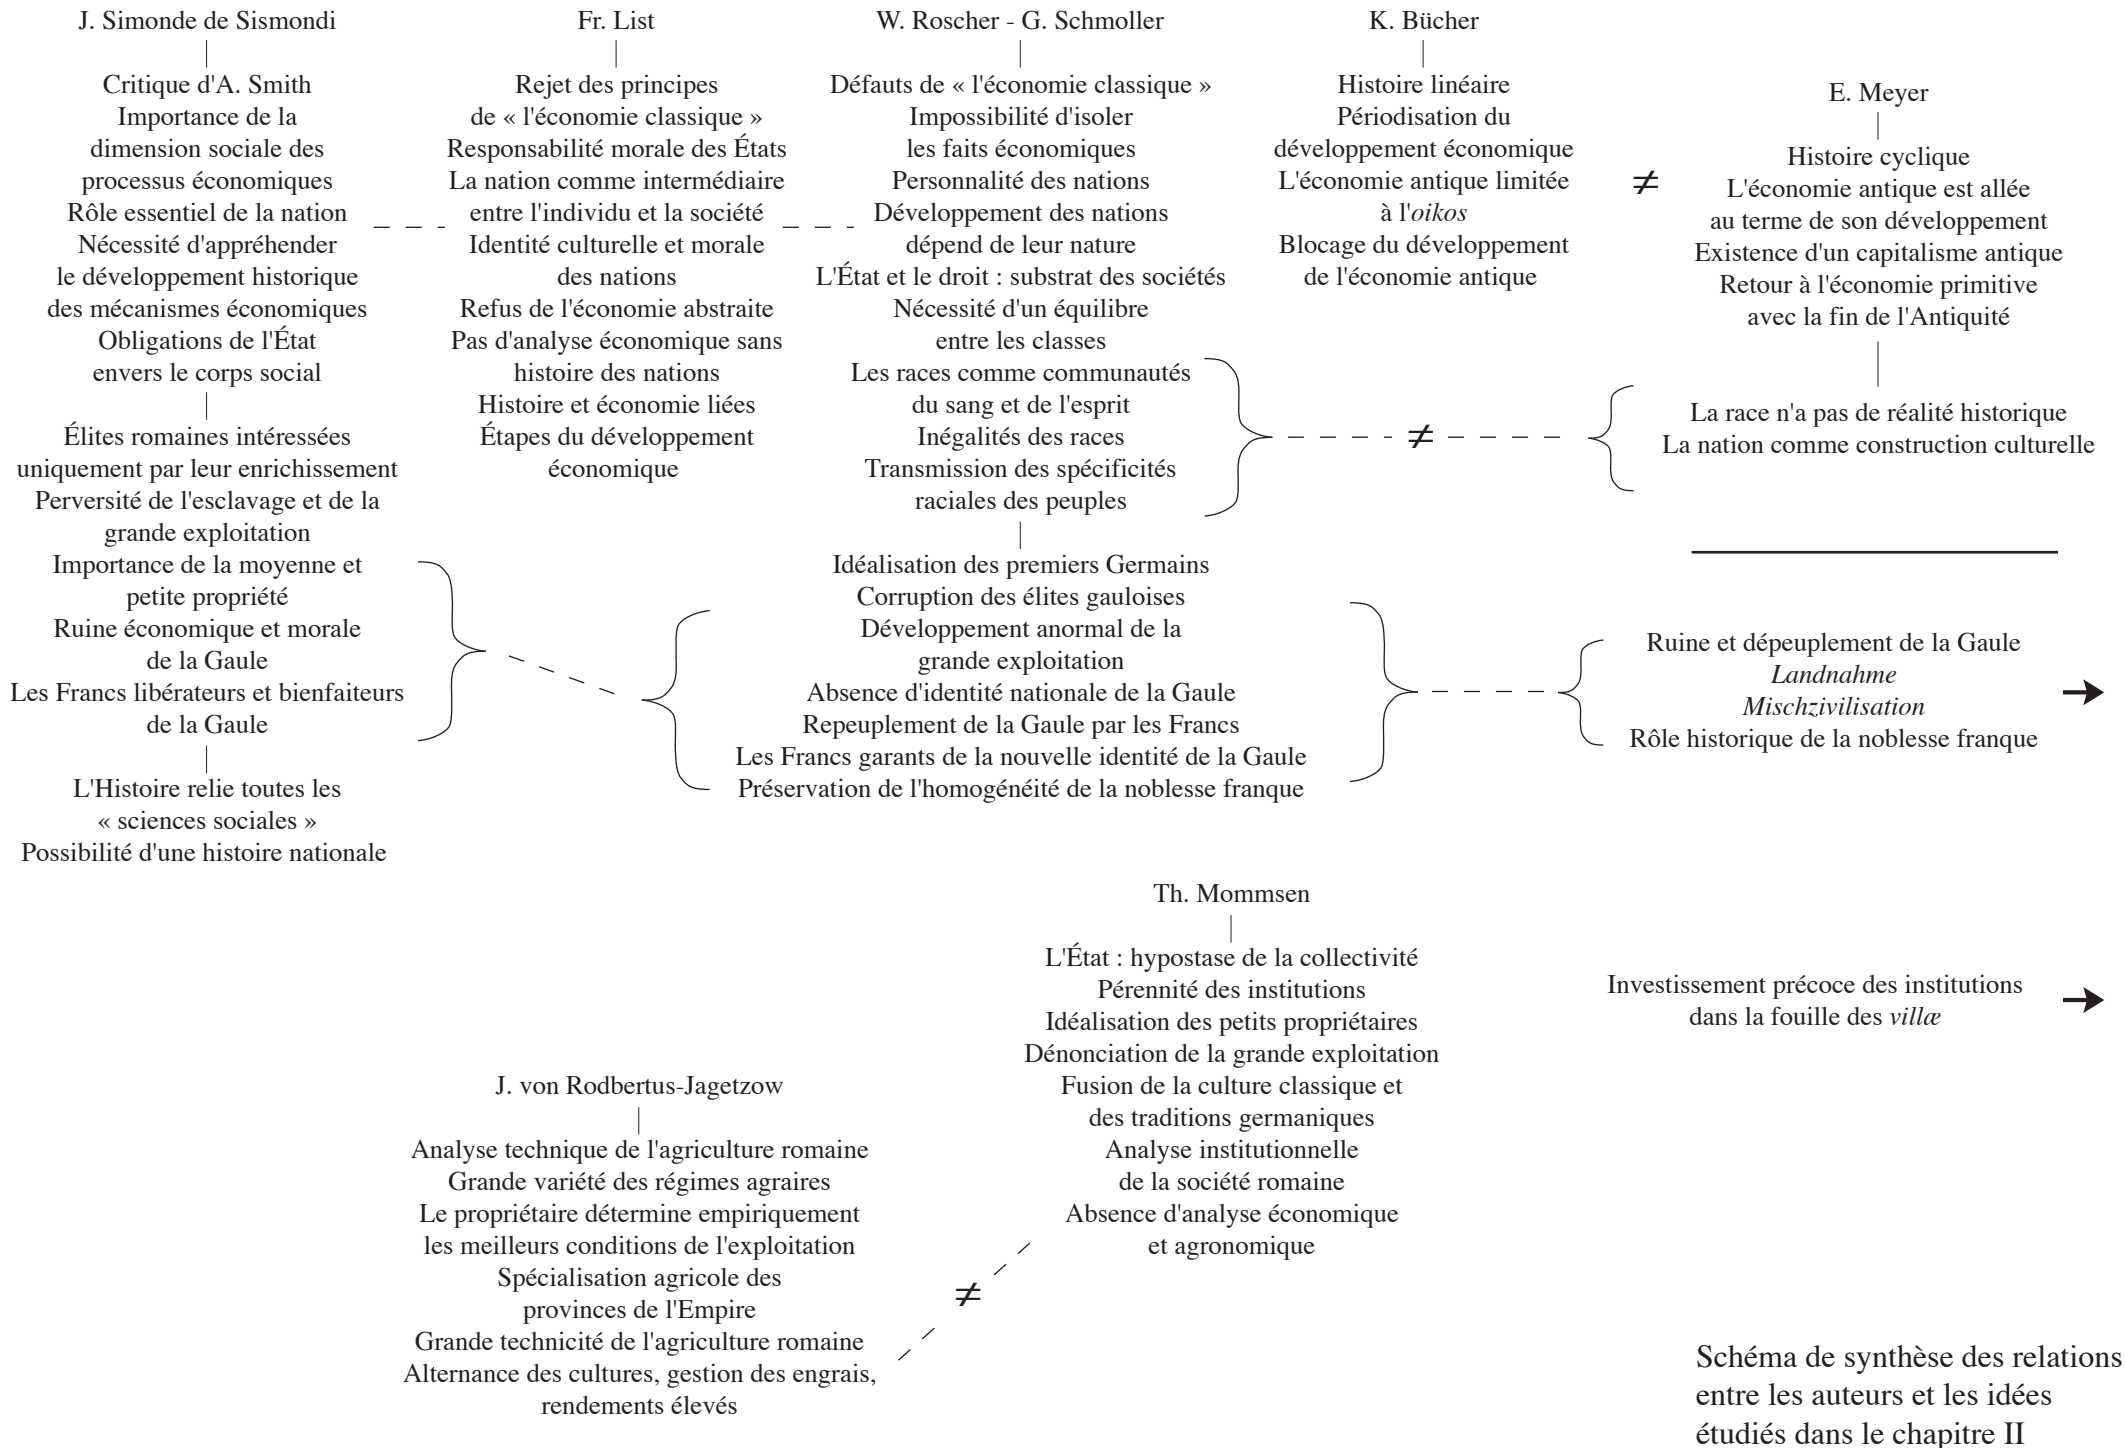 J. Simonde de Sismondi
Critique d'A. Smith
Importance de la
dimension sociale des
processus économiques
Rôle essentiel de la nation
Nécessité d'appréhender
le développement historique
des mécanismes économiques
Obligations de l'État
envers le corps social
Élites romaines intéressées
uniquement par leur enrichissement
Perversité de l'esclavage et de la
grande exploitation
Importance de la moyenne et
petite propriété
Ruine économique et morale
de la Gaule
Les Francs libérateurs et bienfaiteurs
de la Gaule
L'Histoire relie toutes les
« sciences sociales »
Possibilité d'une histoire nationale
Fr. List
Rejet des principes
de « l'économie classique »
Responsabilité morale des États
La nation comme intermédiaire
entre l'individu et la société
Identité culturelle et morale
des nations
Refus de l'économie abstraite
Pas d'analyse économique sans
histoire des nations
Histoire et économie liées
Étapes du développement
économique
W. Roscher - G. Schmoller
Défauts de « l'économie classique »
Impossibilité d'isoler
les faits économiques
Personnalité des nations
Développement des nations
dépend de leur nature
L'État et le droit : substrat des sociétés
Nécessité d'un équilibre
entre les classes
Les races comme communautés
du sang et de l'esprit
Inégalités des races
Transmission des spécificités
raciales des peuples
Idéalisation des premiers Germains
Corruption des élites gauloises
Développement anormal de la
grande exploitation
Absence d'identité nationale de la Gaule
Repeuplement de la Gaule par les Francs
Les Francs garants de la nouvelle identité de la Gaule
Préservation de l'homogénéité de la noblesse franque
K. Bücher
Histoire linéaire
Périodisation du
développement économique
L'économie antique limitée
à l'oikos
Blocage du développement
de l'économie antique
≠
≠
E. Meyer
Histoire cyclique
L'économie antique est allée
au terme de son développement
Existence d'un capitalisme antique
Retour à l'économie primitive
avec la fin de l'Antiquité
La race n'a pas de réalité historique
La nation comme construction culturelle
Ruine et dépeuplement de la Gaule
Landnahme
Mischzivilisation
Rôle historique de la noblesse franque
Th. Mommsen
L'État : hypostase de la collectivité
Pérennité des institutions
Idéalisation des petits propriétaires
Dénonciation de la grande exploitation
Fusion de la culture classique et
des traditions germaniques
Analyse institutionnelle
de la société romaine
Absence d'analyse économique
et agronomique
Investissement précoce des institutions
dans la fouille des villæ
J. von Rodbertus-Jagetzow
Analyse technique de l'agriculture romaine
Grande variété des régimes agraires
Le propriétaire détermine empiriquement
les meilleurs conditions de l'exploitation
Spécialisation agricole des
provinces de l'Empire
Grande technicité de l'agriculture romaine
Alternance des cultures, gestion des engrais,
rendements élevés
≠
Schéma de synthèse des relations
entre les auteurs et les idées
étudiés dans le chapitre II